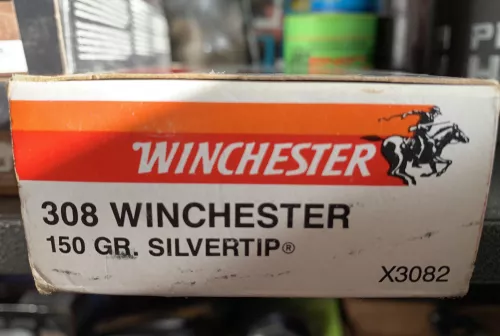 WINCHESTER
308 WINCHESTER
150 GR. SILVERTIP®
X3082